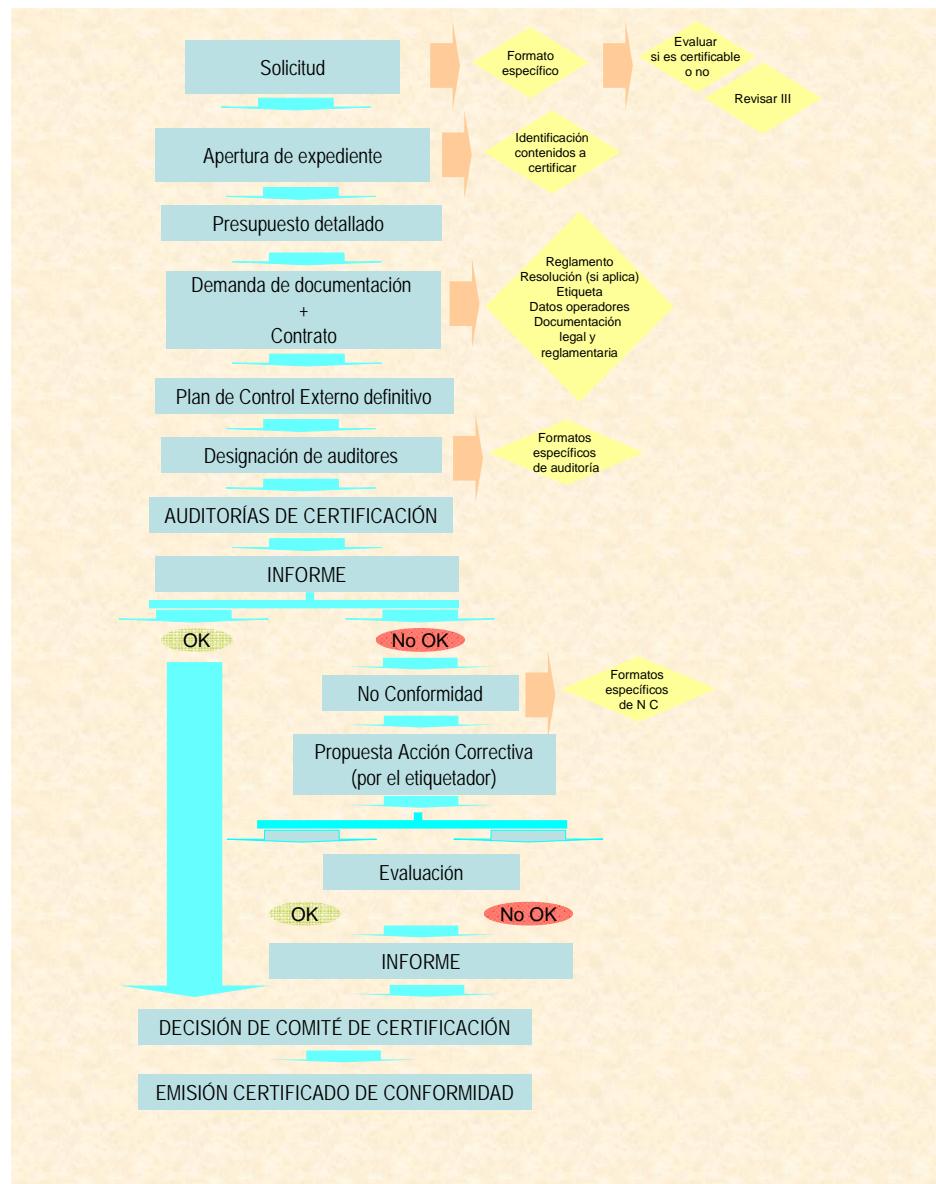 Solicitud
Formato
específico
Evaluar
si es certificable
o no
Revisar III
Apertura de expediente
Identificación
contenidos a
certificar
Presupuesto detallado
Demanda de documentación
+
Contrato
Reglamento
Resolución (si aplica)
Etiqueta
Datos operadores
Documentación
legal y
reglamentaria
Plan de Control Externo definitivo
Designación de auditores
Formatos
específicos
de auditoría
AUDITORÍAS DE CERTIFICACIÓN
INFORME
OK
No OK
No Conformidad
Formatos
específicos
de N C
Propuesta Acción Correctiva
(por el etiquetador)
Evaluación
OK
No OK
INFORME
DECISIÓN DE COMITÉ DE CERTIFICACIÓN
EMISIÓN CERTIFICADO DE CONFORMIDAD